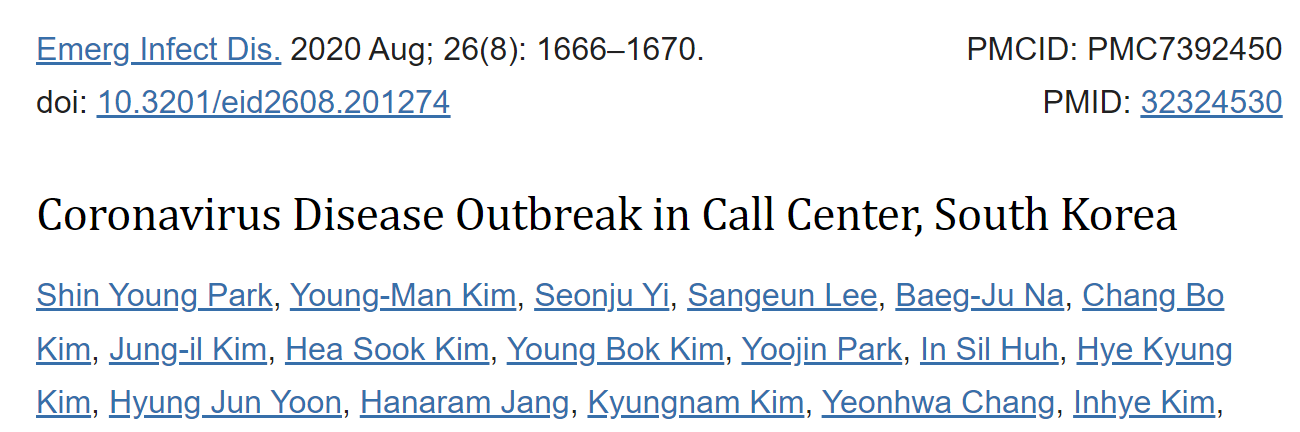 Emerg Infect Dis. 2020 Aug; 26(8): 1666–1670. PMCID: PMC7392450
doi: 10.3201/eid2608.201274 PMID: 32324530
Coronavirus Disease Outbreak in Call Center, South Korea
Shin Young Park, Young-Man Kim, Seonju Yi, Sangeun Lee, Baeg-Ju Na, Chang Bo
Kim, Jung-il Kim, Hea Sook Kim, Young Bok Kim, Yoojin Park, In Sil Huh, Hye Kyung
Kim, Hyung Jun Yoon, Hanaram Jang, Kyungnam Kim, Yeonhwa Chang, Inhye Kim,